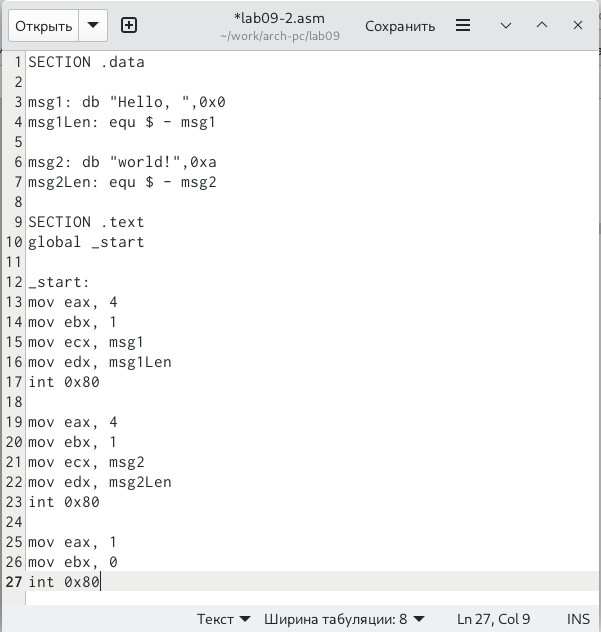 Открыть
*lab09-2.asm
~/work/arch-pc/lab09
Сохранить
1 SECTION .data
2
3 msg1: db "Hello, ",0x0
4 msg1Len: equ $ - msg1
5
6 msg2: db "world!",0xa
7 msg2Len: equ $ - msg2
8
9 SECTION .text
10 global _start
11
12 _start:
13 mov eax, 4
14 mov ebx, 1
15 mov ecx, msg1
16 mov edx, msg1Len
17 int 0x80
18
19 mov eax, 4
20 mov ebx, 1
21 mov ecx, msg2
22 mov edx, msg2Len
23 int 0x80
24
25 mov eax, 1
26 mov ebx, 0
27 int 0x80
Текст Ширина табуляции: 8 Ln 27, Col 9 INS